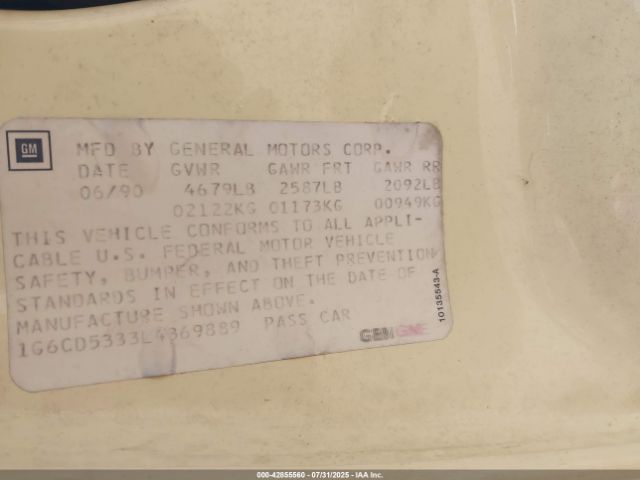 GM
MFD BY GENERAL MOTORS CORP.
DATE GVWR GAWR FRT GAWR RR
06/90 4679LB 2587LB 2092LB
02122KG 01173KG 00949KG
THIS VEHICLE CONFORMS TO ALL APPLI-
CABLE U.S. FEDERAL MOTOR VEHICLE
SAFETY, BUMPER, AND THEFT PREVENTION
STANDARDS IN EFFECT ON THE DATE OF
MANUFACTURE SHOWN ABOVE.
1G6CD5333L4369889 PASS CAR
GENGNE
10135543-A
000-42855560 - 07/31/2025 - IAA Inc.